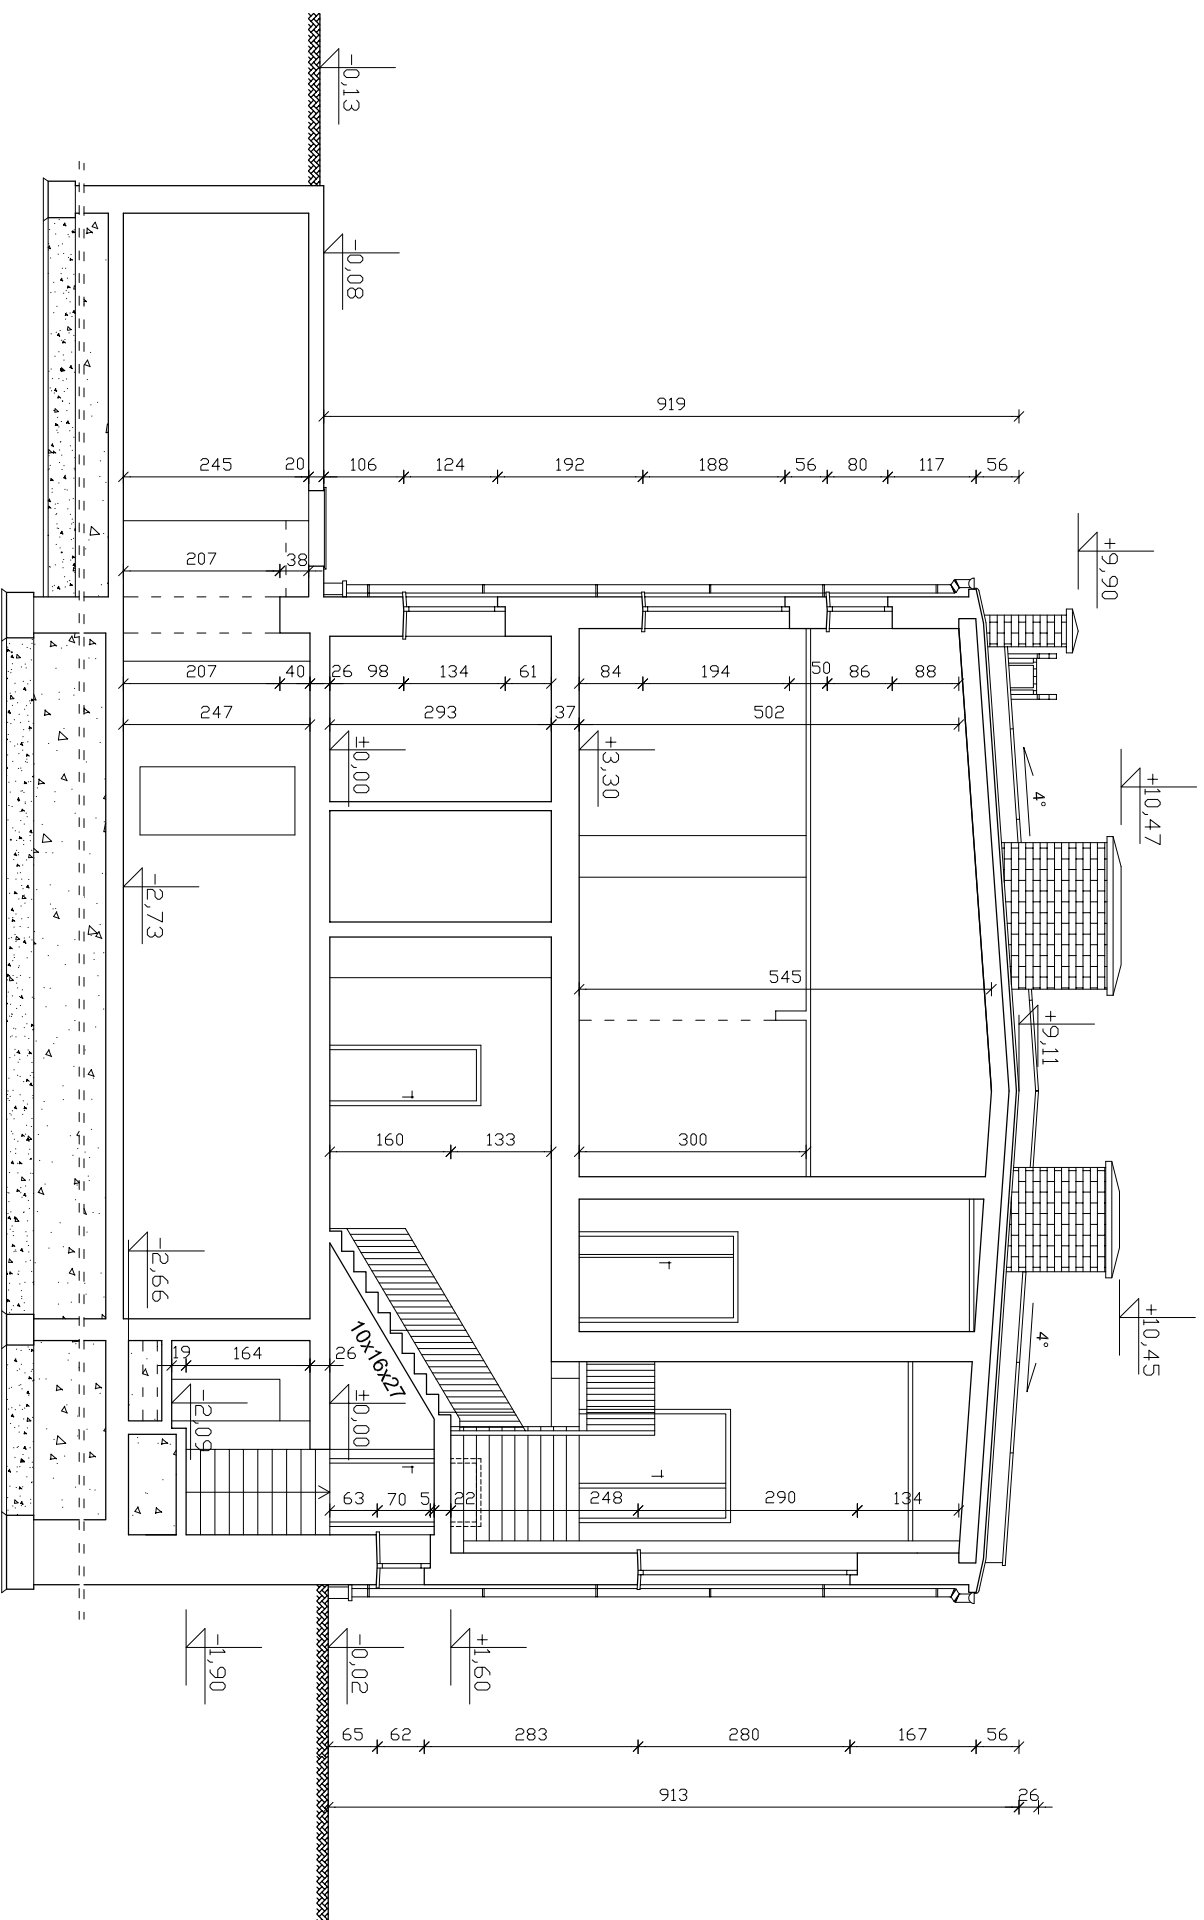 -0,13
-0,08
919
245 20 106 124 192 188 56 80 117 56
+9,90
207 38
207 40 26 98 134 61 84 194 50 86 88
247 293 37 502
±0,00
+3,30
+10,47
4°
-2,73
545
+9,11
160 133 300
-2,66
+10,45
4°
10x16x27
19 164 26
-2,09
±0,00
63 70 5 22 248 290 134
-1,90
-0,02
+1,60
65 62 283 280 167 56
913 26